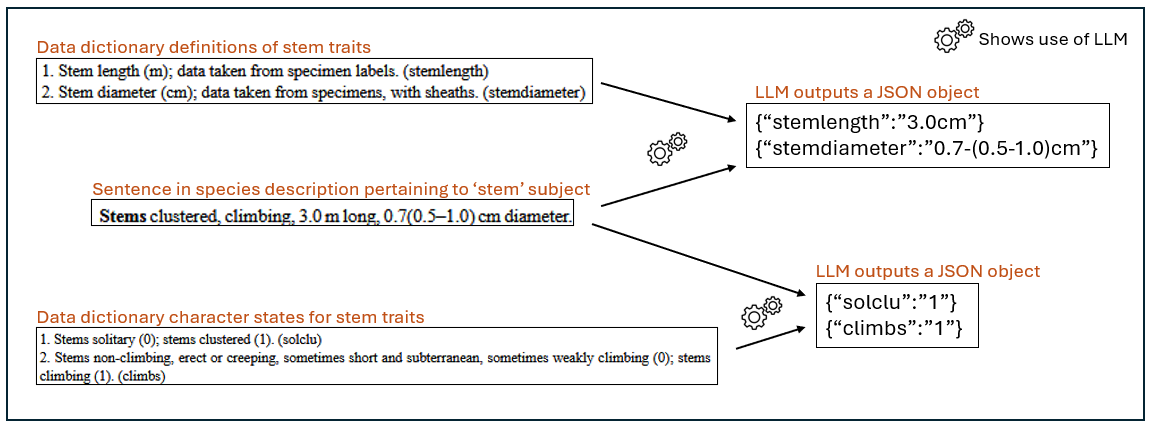 Shows use of LLM
Data dictionary definitions of stem traits
1. Stem length (m); data taken from specimen labels. (stemlength)
2. Stem diameter (cm); data taken from specimens, with sheaths. (stemdiameter)
LLM outputs a JSON object
{“stemlength”:”3.0cm”}
{“stemdiameter”:”0.7-(0.5-1.0)cm”}
Sentence in species description pertaining to ‘stem’ subject
Stems clustered, climbing, 3.0 m long, 0.7(0.5–1.0) cm diameter.
LLM outputs a JSON object
{“solclu”:”1”}
{“climbs”:”1”}
Data dictionary character states for stem traits
1. Stems solitary (0); stems clustered (1). (solclu)
2. Stems non-climbing, erect or creeping, sometimes short and subterranean, sometimes weakly climbing (0); stems
climbing (1). (climbs)